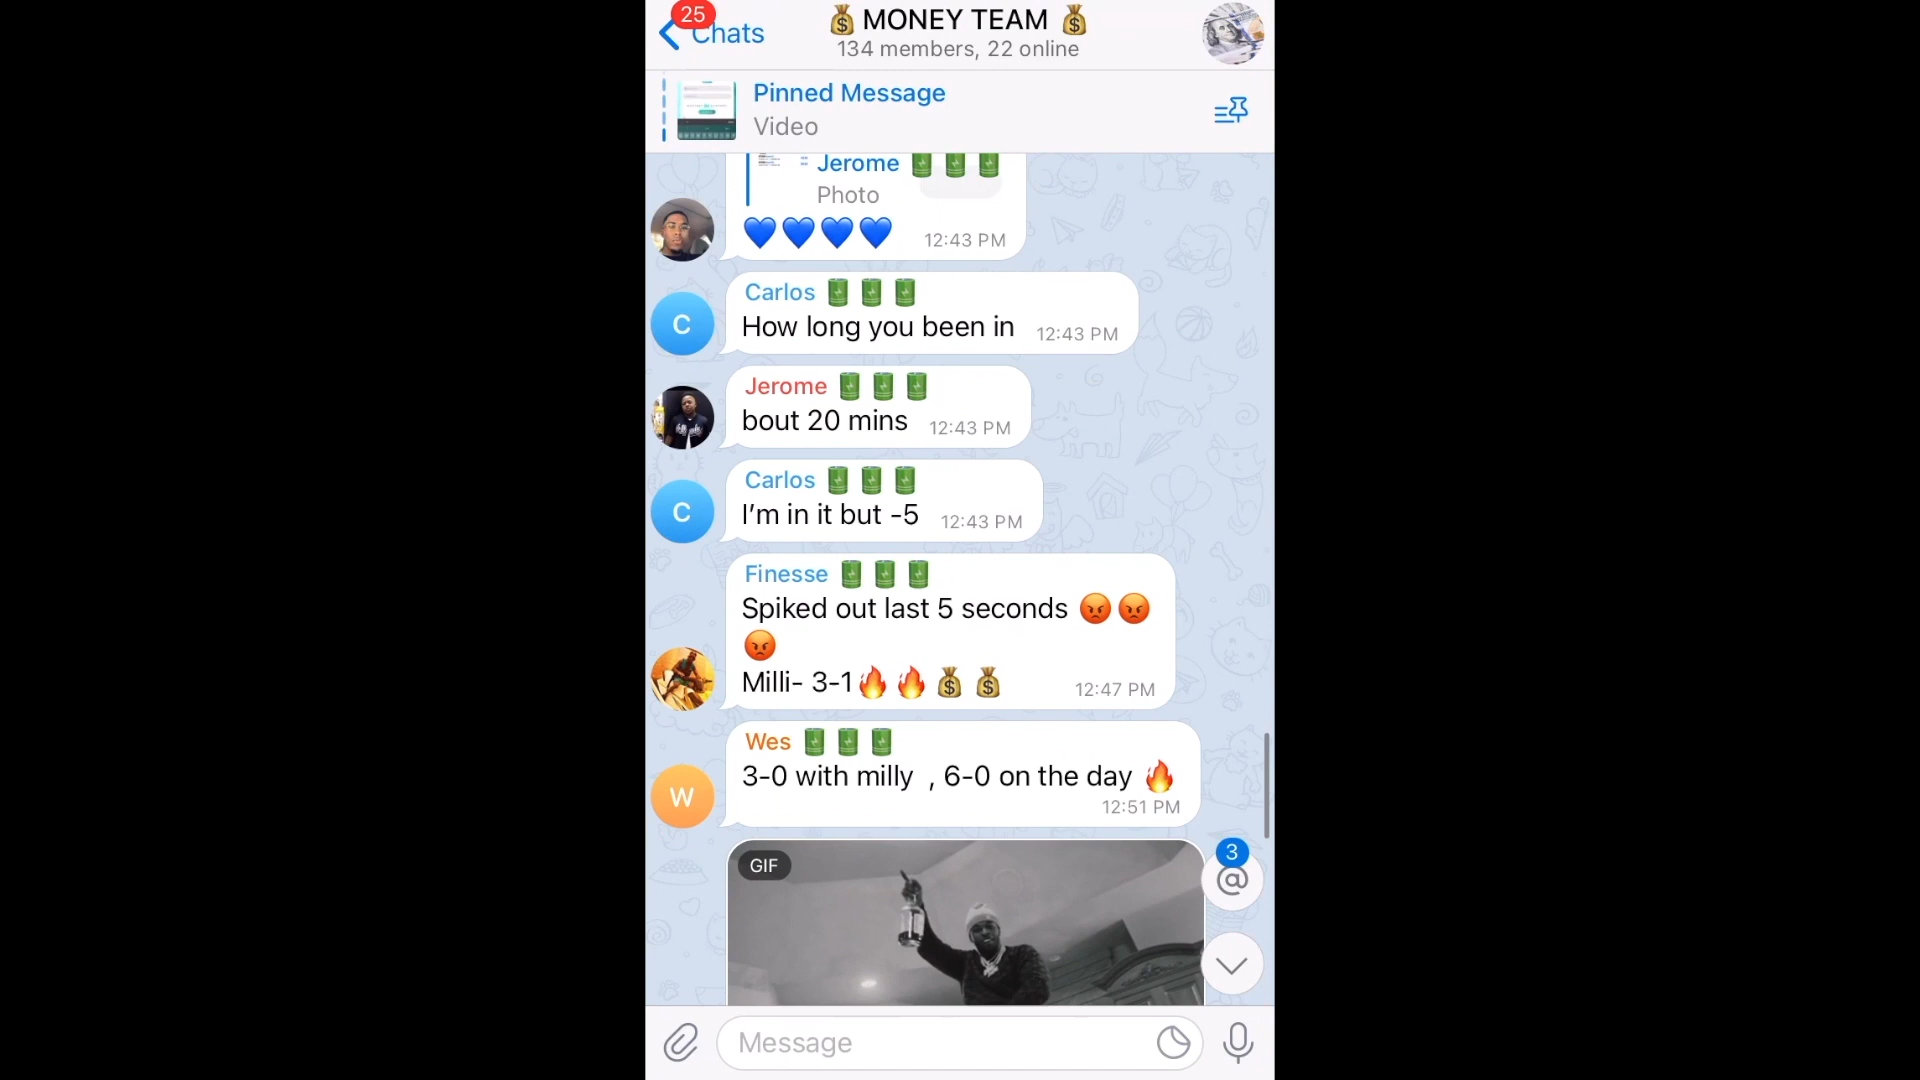 25
Chats
💰 MONEY TEAM 💰
134 members, 22 online
Pinned Message
Video
Jerome 🔋🔋🔋
Photo
💙💙💙💙 12:43 PM
Carlos 🔋🔋🔋
C
How long you been in 12:43 PM
Jerome 🔋🔋🔋
bout 20 mins 12:43 PM
Carlos 🔋🔋🔋
C
I’m in it but -5 12:43 PM
Finesse 🔋🔋🔋
Spiked out last 5 seconds 😡😡
😡
Milli- 3-1🔥🔥💰💰 12:47 PM
Wes 🔋🔋🔋
3-0 with milly , 6-0 on the day 🔥
W
12:51 PM
GIF
3
@
Message